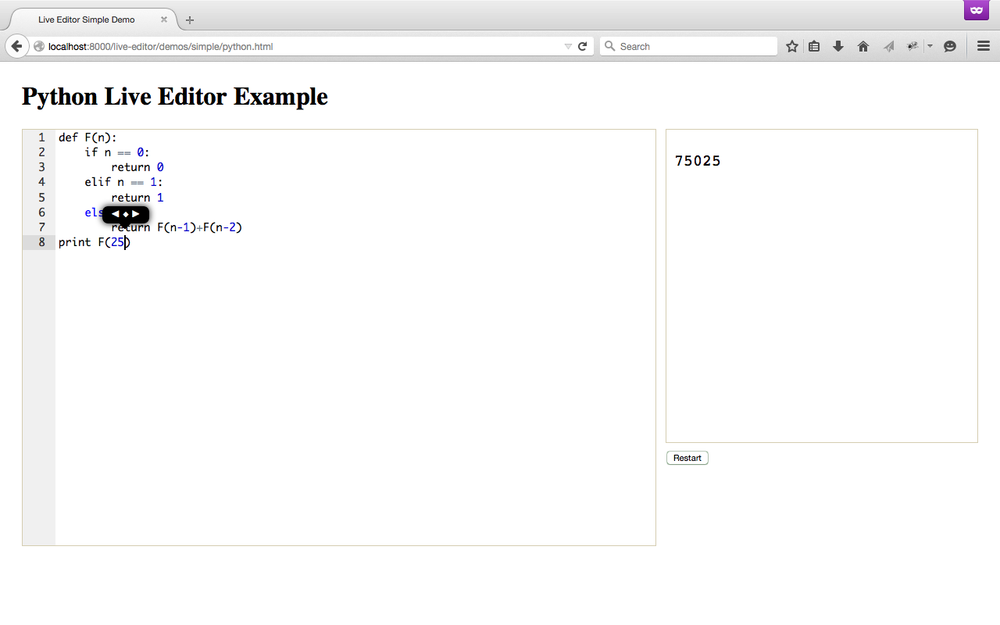 Live Editor Simple Demo
localhost:8000/live-editor/demos/simple/python.html
Search
Python Live Editor Example
1 def F(n):
2     if n == 0:
3         return 0
4     elif n == 1:
5         return 1
6     els
7         return F(n-1)+F(n-2)
8 print F(25)
75025
Restart